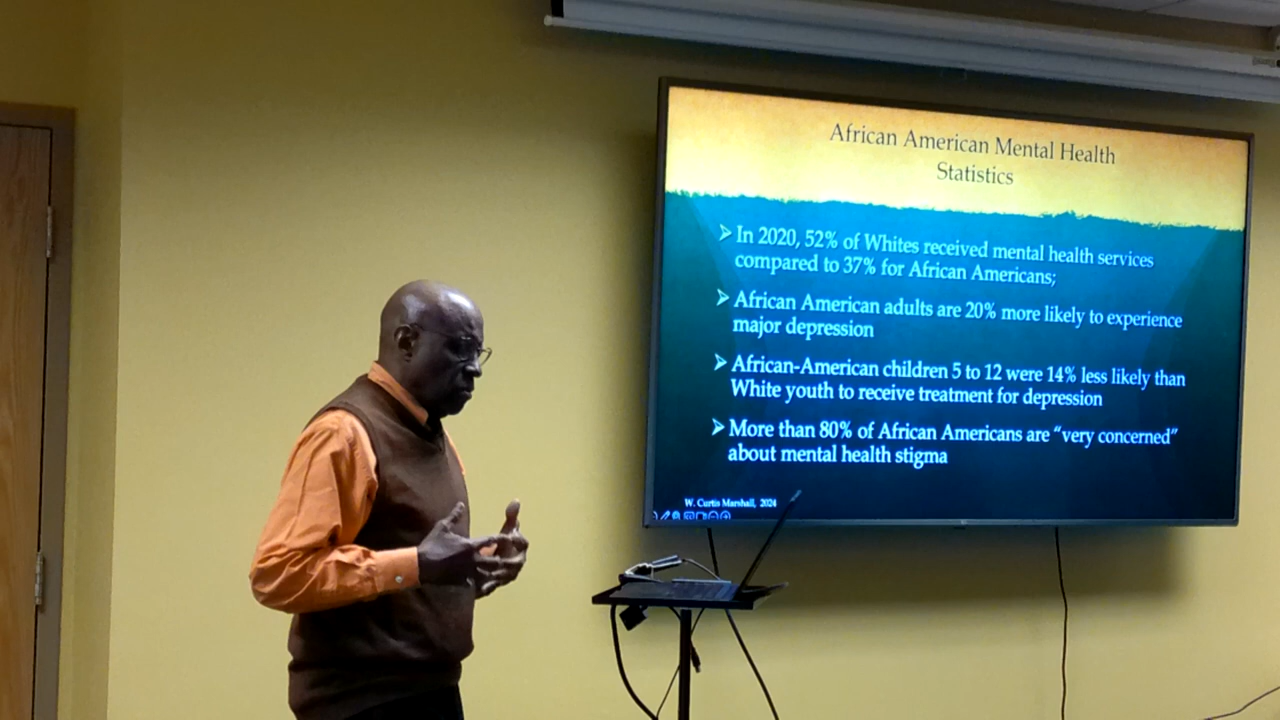 African American Mental Health
Statistics
➢ In 2020, 52% of Whites received mental health services
compared to 37% for African Americans;
➢ African American adults are 20% more likely to experience
major depression
➢ African-American children 5 to 12 were 14% less likely than
White youth to receive treatment for depression
➢ More than 80% of African Americans are “very concerned”
about mental health stigma
W. Curtis Marshall, 2024